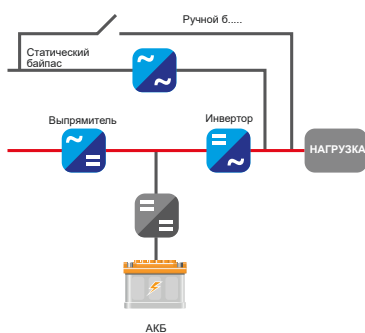 Ручной б.....
Статический
байпас
Выпрямитель
Инвертор
НАГРУЗКА
АКБ